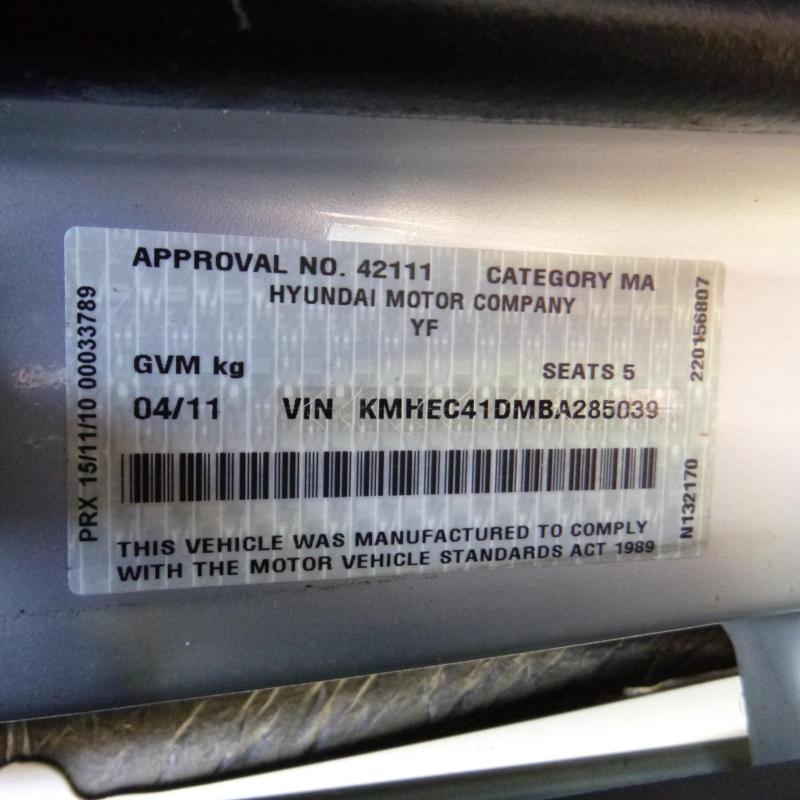 APPROVAL NO. 42111 CATEGORY MA
HYUNDAI MOTOR COMPANY
YF
GVM kg SEATS 5
04/11 VIN KMHEC41DMBA285039
THIS VEHICLE WAS MANUFACTURED TO COMPLY
WITH THE MOTOR VEHICLE STANDARDS ACT 1989
PRX 15/11/10 00033789
N132170 220156807